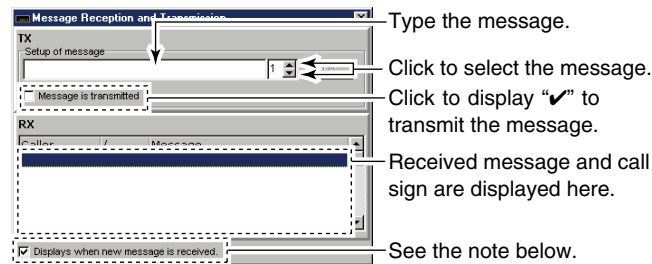 Message Reception and Transmission
Type the message.
TX
Setup of message
1
Click to select the message.
Message is transmitted
Click to display “✔” to
transmit the message.
RX
Caller / Message
Received message and call
sign are displayed here.
Displays when new message is received.
See the note below.